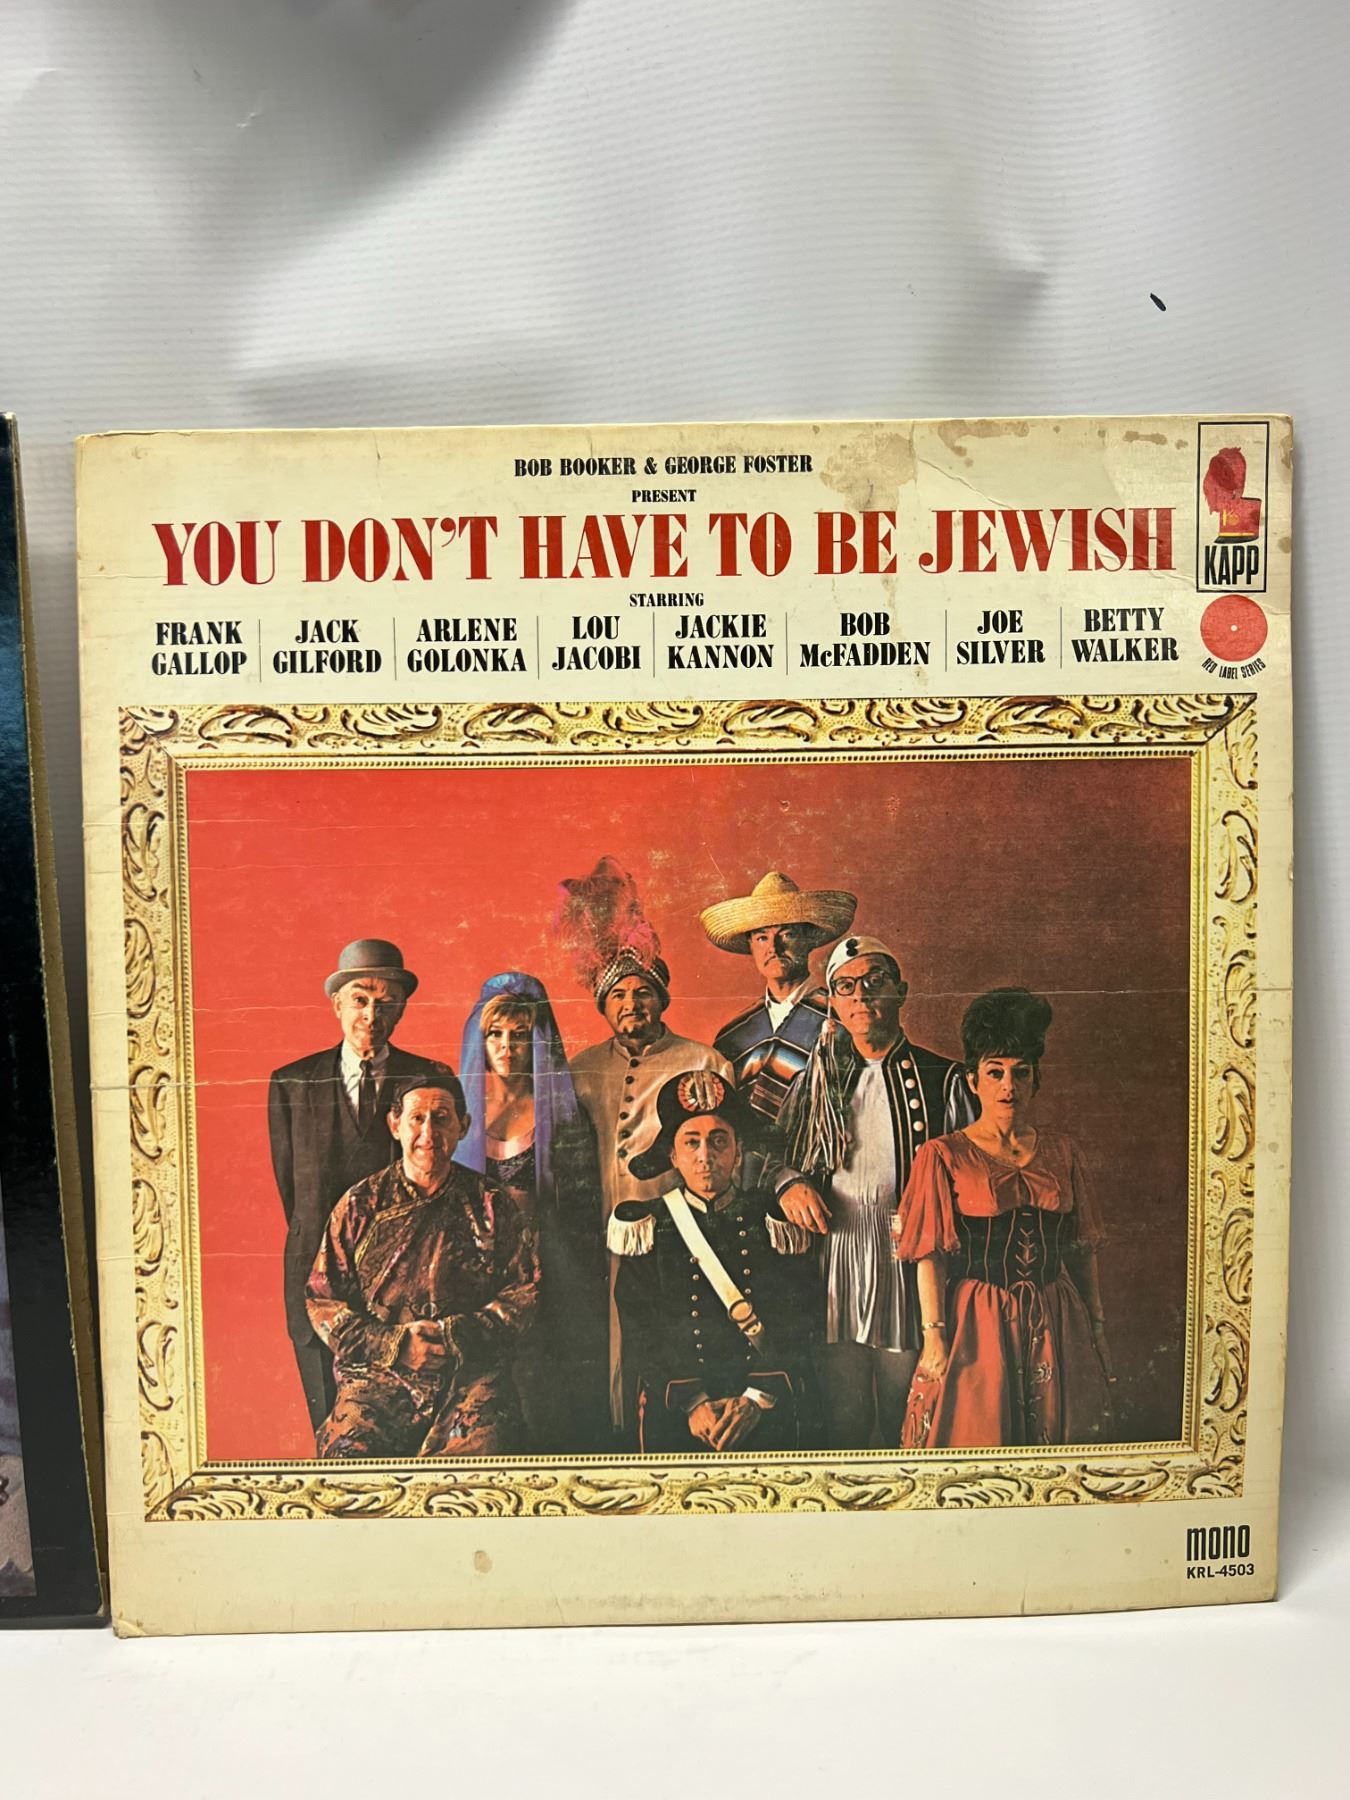 BOB BOOKER & GEORGE FOSTER
PRESENT
YOU DON'T HAVE TO BE JEWISH
STARRING
FRANK GALLOP
JACK GILFORD
ARLENE GOLONKA
LOU JACOBI
JACKIE KANNON
BOB McFADDEN
JOE SILVER
BETTY WALKER
KAPP
RED LABEL SERIES
mono
KRL-4503